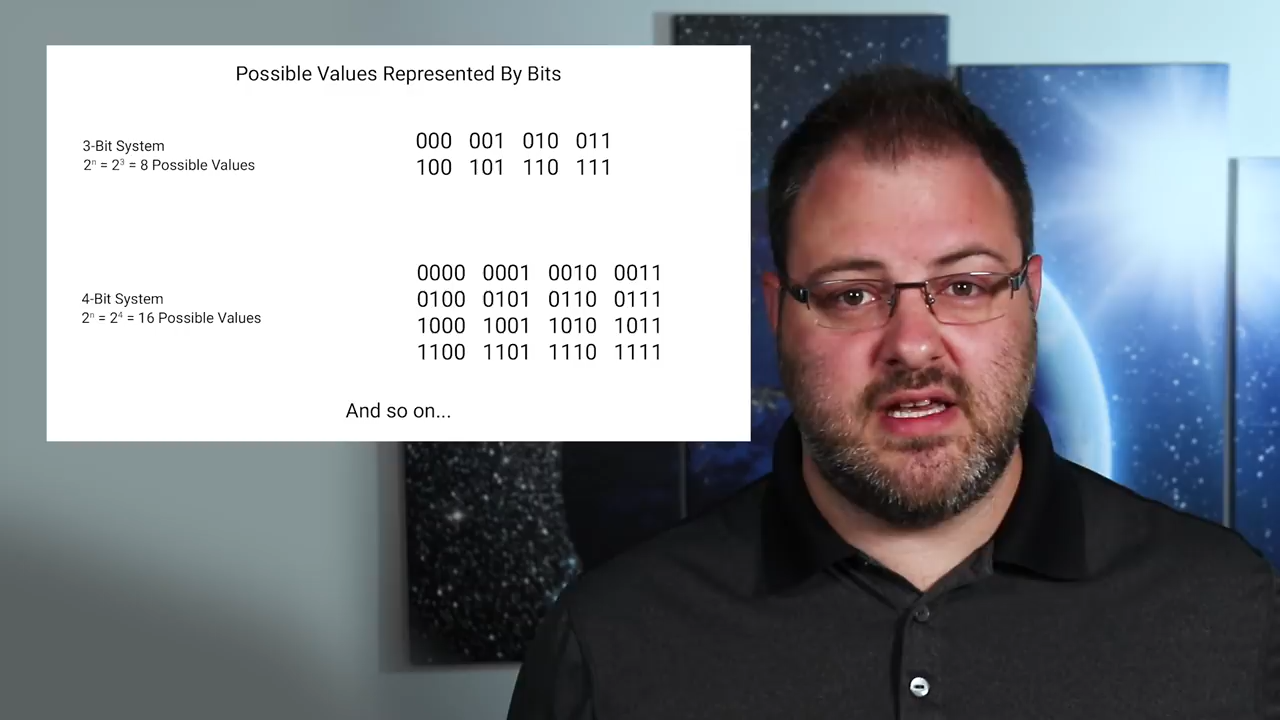 Possible Values Represented By Bits
3-Bit System
2ⁿ = 2³ = 8 Possible Values
000 001 010 011
100 101 110 111
4-Bit System
2ⁿ = 2⁴ = 16 Possible Values
0000 0001 0010 0011
0100 0101 0110 0111
1000 1001 1010 1011
1100 1101 1110 1111
And so on...